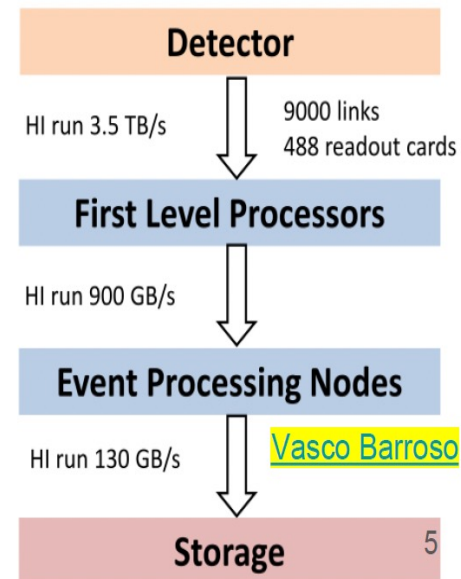 Detector
HI run 3.5 TB/s
9000 links
488 readout cards
First Level Processors
HI run 900 GB/s
Event Processing Nodes
HI run 130 GB/s
Vasco Barroso
Storage
5